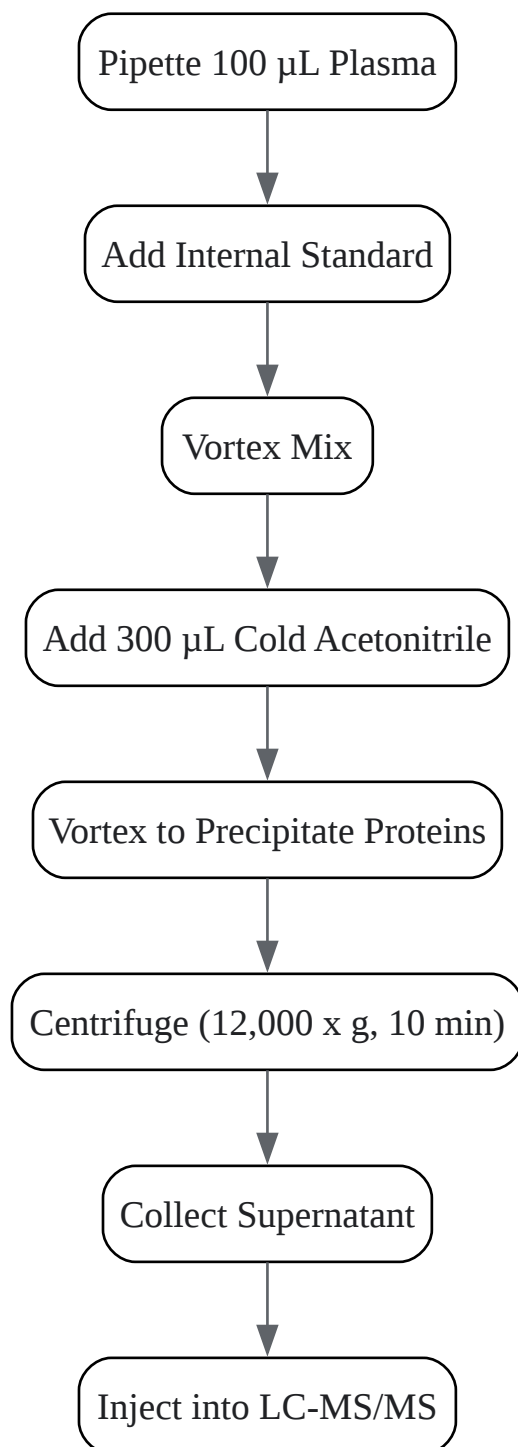 Pipette 100 µL Plasma
Add Internal Standard
Vortex Mix
Add 300 µL Cold Acetonitrile
Vortex to Precipitate Proteins
Centrifuge (12,000 x g, 10 min)
Collect Supernatant
Inject into LC-MS/MS